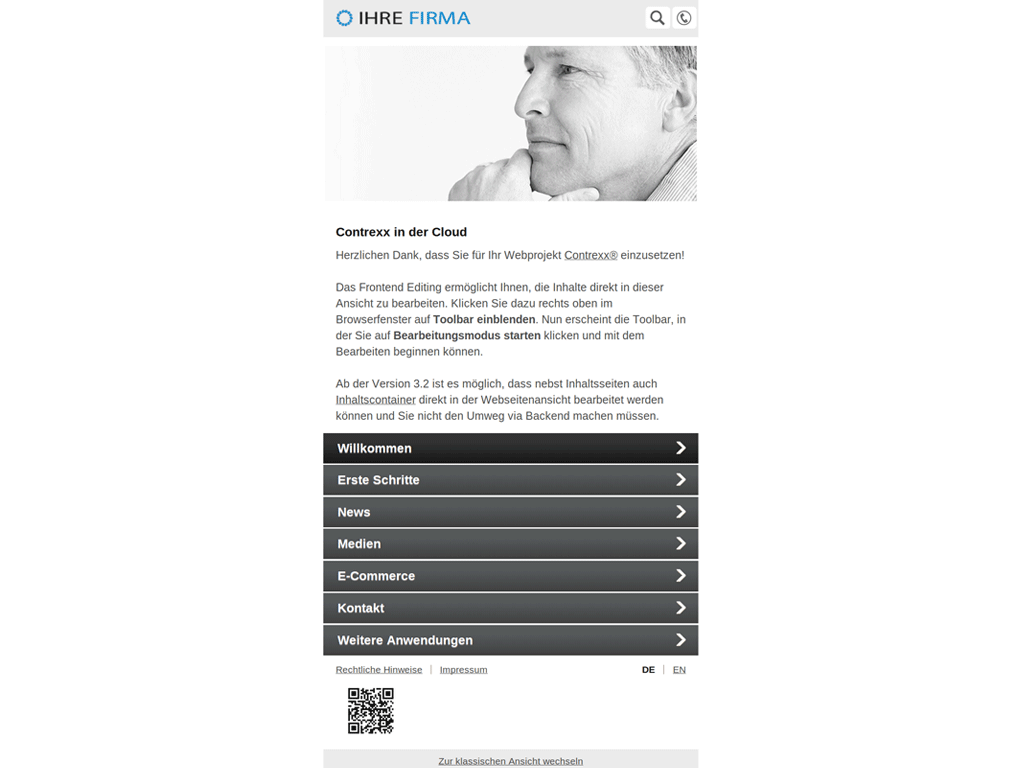 IHRE FIRMA
Contrexx in der Cloud
Herzlichen Dank, dass Sie für Ihr Webprojekt Contrexx® einzusetzen!
Das Frontend Editing ermöglicht Ihnen, die Inhalte direkt in dieser
Ansicht zu bearbeiten. Klicken Sie dazu rechts oben im
Browserfenster auf Toolbar einblenden. Nun erscheint die Toolbar, in
der Sie auf Bearbeitungsmodus starten klicken und mit dem
Bearbeiten beginnen können.
Ab der Version 3.2 ist es möglich, dass nebst Inhaltsseiten auch
Inhaltscontainer direkt in der Webseitenansicht bearbeitet werden
können und Sie nicht den Umweg via Backend machen müssen.
Willkommen
Erste Schritte
News
Medien
E-Commerce
Kontakt
Weitere Anwendungen
Rechtliche Hinweise | Impressum DE | EN
Zur klassischen Ansicht wechseln